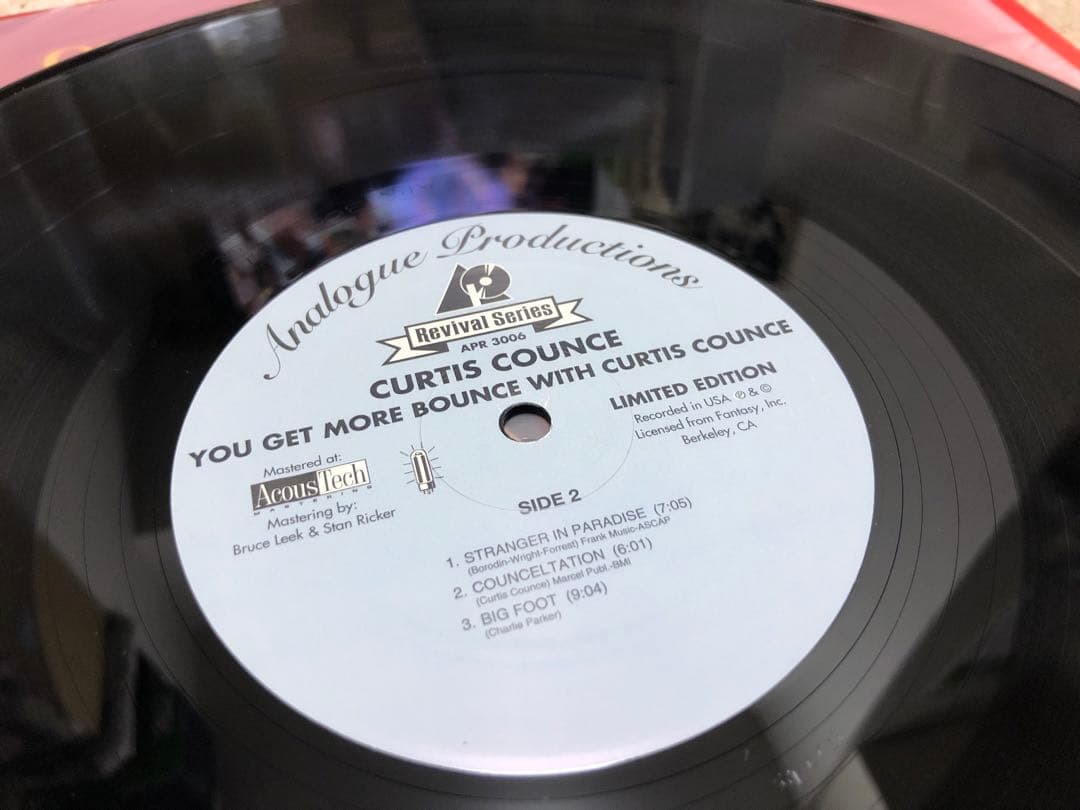 Analogue Productions
Revival Series
APR 3006
CURTIS COUNCE
YOU GET MORE BOUNCE WITH CURTIS COUNCE
LIMITED EDITION
Recorded in USA ℗ & ©
Licensed from Fantasy, Inc.
Berkeley, CA
Mastered at:
AcousTech
MASTERING
Mastering by:
Bruce Leek & Stan Ricker
SIDE 2
1. STRANGER IN PARADISE (7:05)
(Borodin-Wright-Forrest) Frank Music-ASCAP
2. COUNCELTATION (6:01)
(Curtis Counce) Marcel Publ.-BMI
3. BIG FOOT (9:04)
(Charlie Parker)